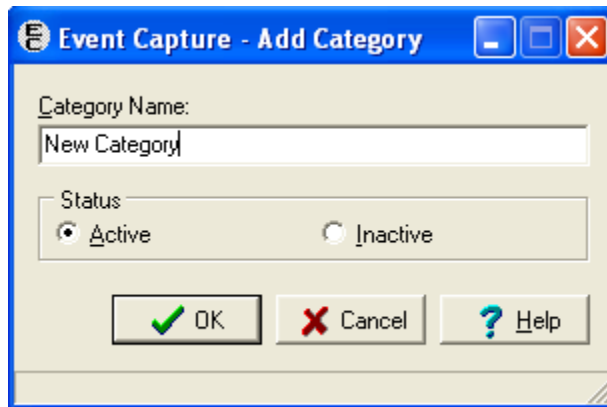 Event Capture - Add Category
Category Name:
New Category
Status
Active
Inactive
OK
Cancel
? Help